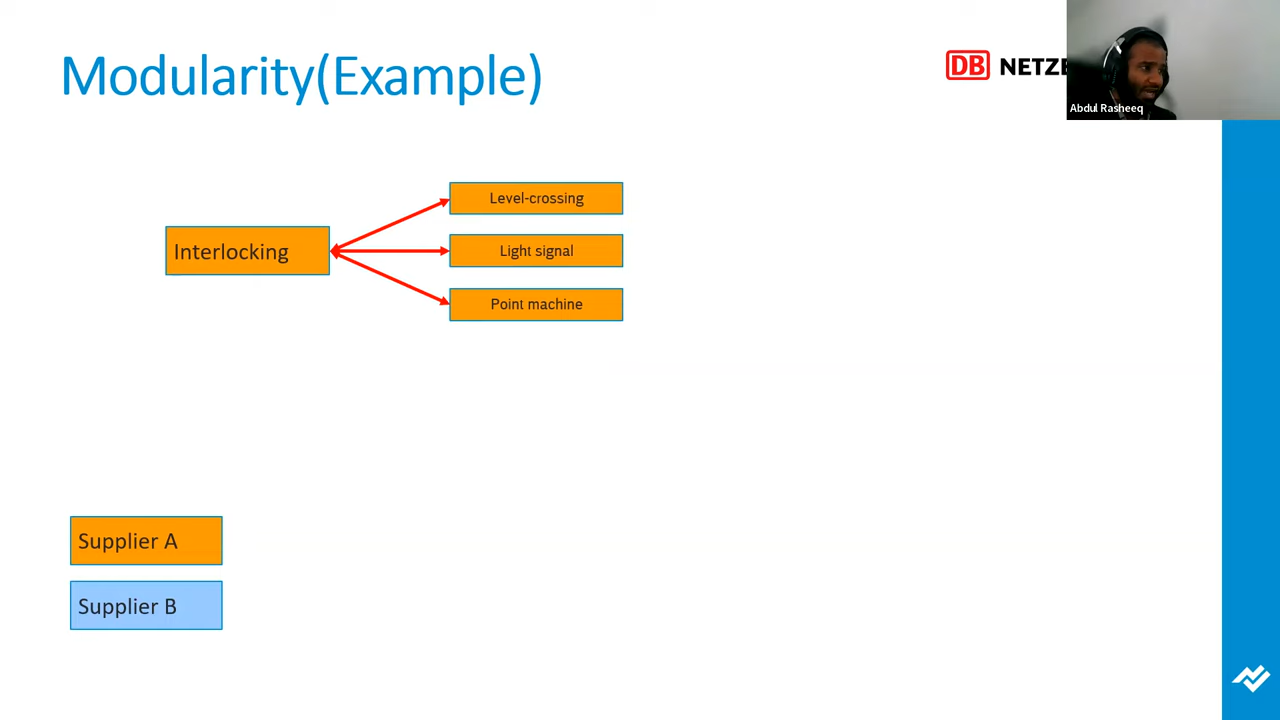 Modularity(Example)
DB NETZE
Abdul Rasheeq
Level-crossing
Interlocking
Light signal
Point machine
Supplier A
Supplier B